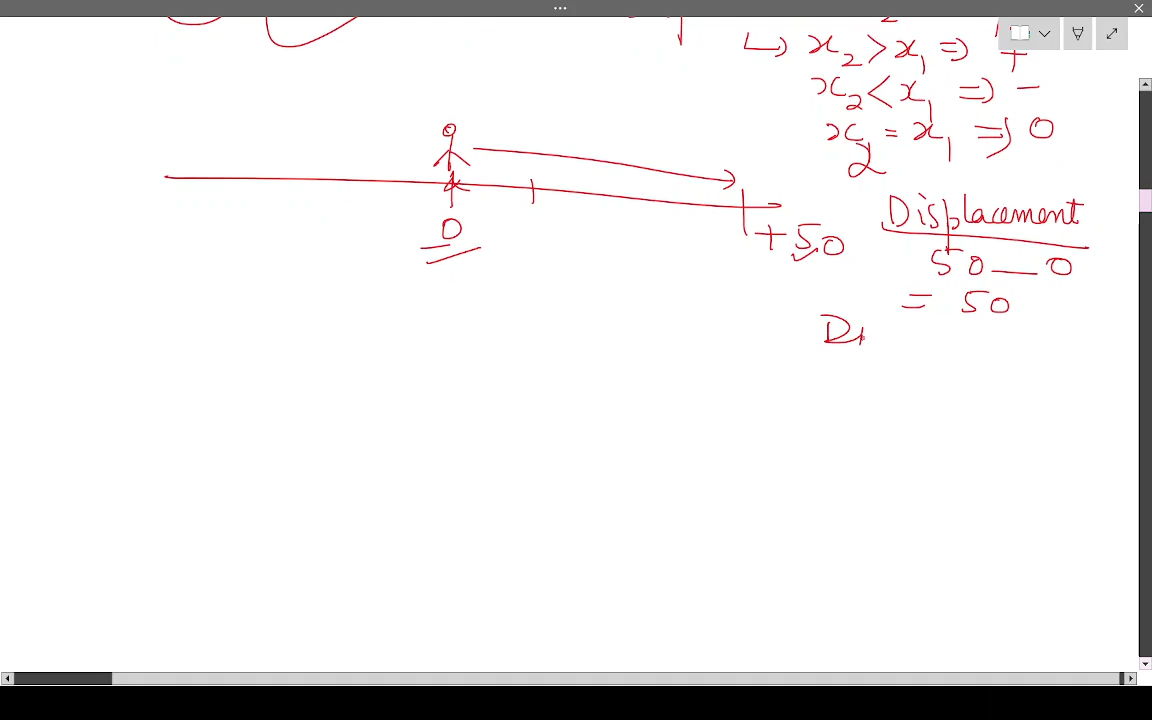 ↳ x₂ > x₁ ⇒ +
x₂ < x₁ ⇒ −
x₂ = x₁ ⇒ 0
0
+ 50
Displacement
50 — 0
= 50